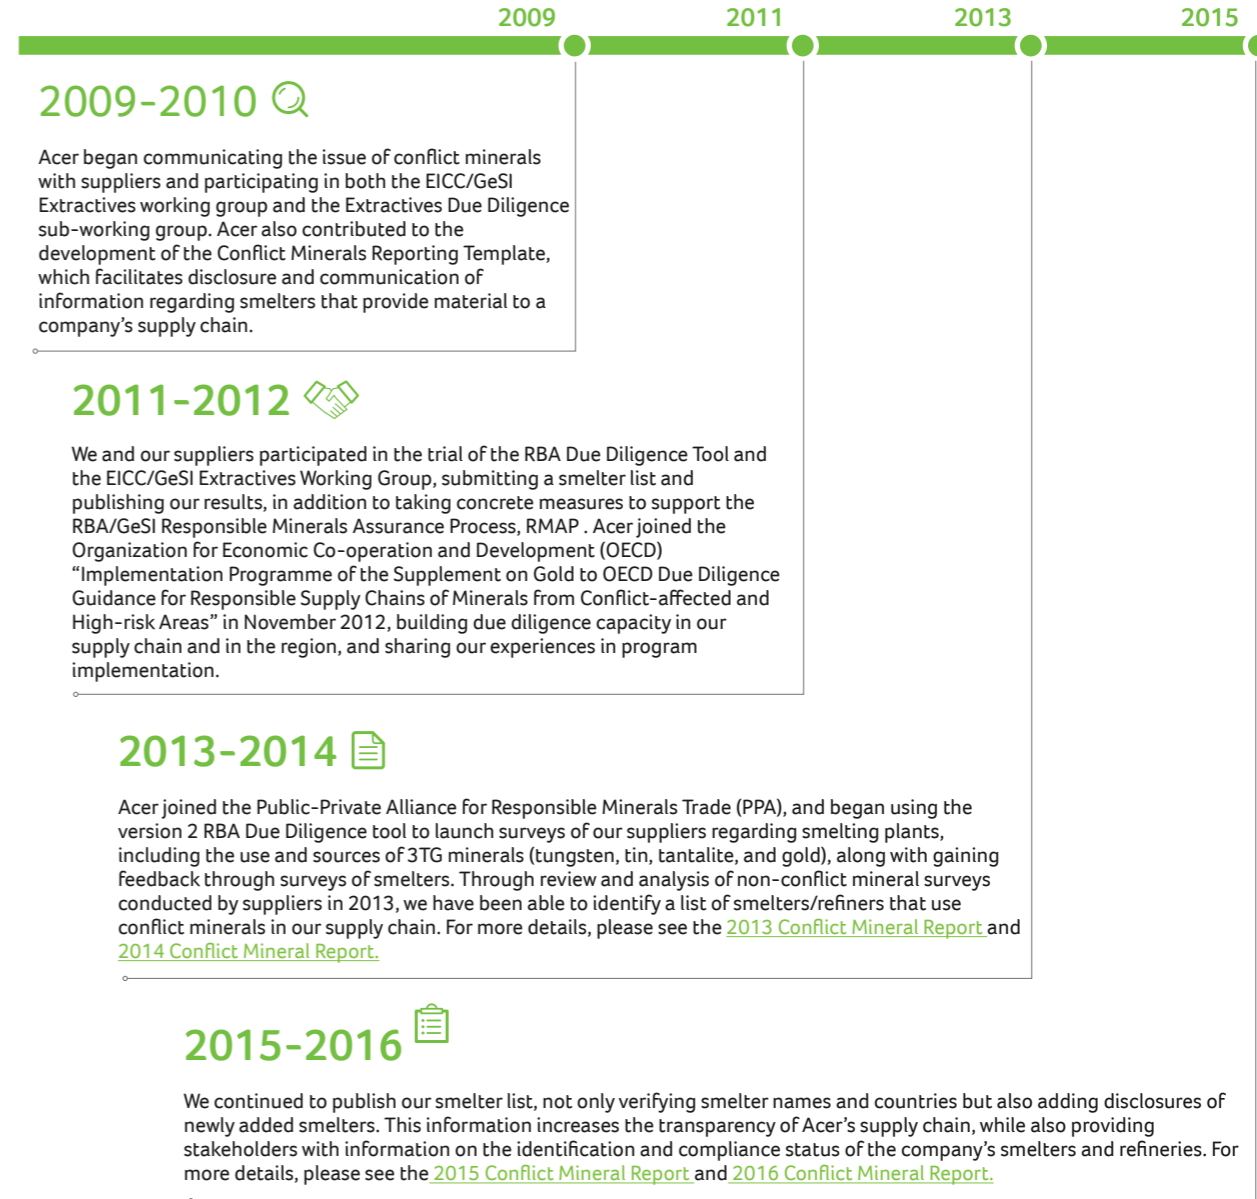 2009 2011 2013 2015
2009-2010
Acer began communicating the issue of conflict minerals
with suppliers and participating in both the EICC/GeSI
Extractives working group and the Extractives Due Diligence
sub-working group. Acer also contributed to the
development of the Conflict Minerals Reporting Template,
which facilitates disclosure and communication of
information regarding smelters that provide material to a
company’s supply chain.
2011-2012
We and our suppliers participated in the trial of the RBA Due Diligence Tool and
the EICC/GeSI Extractives Working Group, submitting a smelter list and
publishing our results, in addition to taking concrete measures to support the
RBA/GeSI Responsible Minerals Assurance Process, RMAP . Acer joined the
Organization for Economic Co-operation and Development (OECD)
“Implementation Programme of the Supplement on Gold to OECD Due Diligence
Guidance for Responsible Supply Chains of Minerals from Conflict-affected and
High-risk Areas” in November 2012, building due diligence capacity in our
supply chain and in the region, and sharing our experiences in program
implementation.
2013-2014
Acer joined the Public-Private Alliance for Responsible Minerals Trade (PPA), and began using the
version 2 RBA Due Diligence tool to launch surveys of our suppliers regarding smelting plants,
including the use and sources of 3TG minerals (tungsten, tin, tantalite, and gold), along with gaining
feedback through surveys of smelters. Through review and analysis of non-conflict mineral surveys
conducted by suppliers in 2013, we have been able to identify a list of smelters/refiners that use
conflict minerals in our supply chain. For more details, please see the 2013 Conflict Mineral Report and
2014 Conflict Mineral Report.
2015-2016
We continued to publish our smelter list, not only verifying smelter names and countries but also adding disclosures of
newly added smelters. This information increases the transparency of Acer’s supply chain, while also providing
stakeholders with information on the identification and compliance status of the company’s smelters and refineries. For
more details, please see the 2015 Conflict Mineral Report and 2016 Conflict Mineral Report.